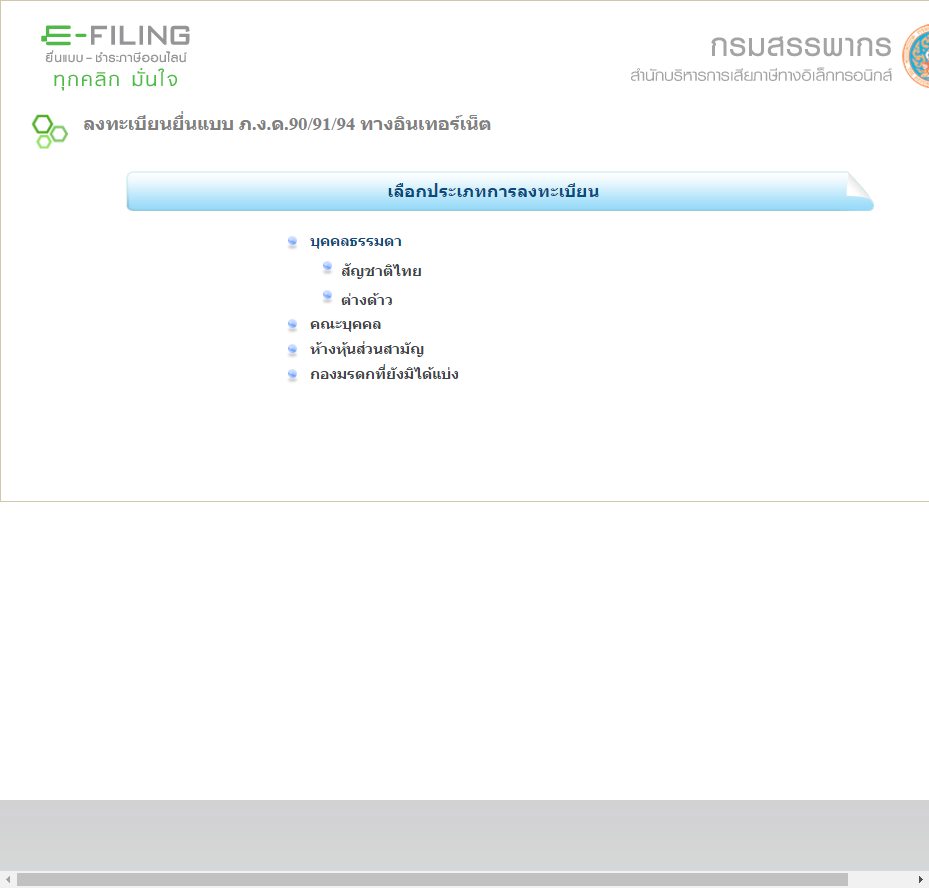 E-FILING
ยื่นแบบ - ชำระภาษีออนไลน์
ทุกคลิก มั่นใจ
กรมสรรพากร
สำนักบริหารการเสียภาษีทางอิเล็กทรอนิกส์
ลงทะเบียนยื่นแบบ ภ.ง.ด.90/91/94 ทางอินเทอร์เน็ต
เลือกประเภทการลงทะเบียน
บุคคลธรรมดา
สัญชาติไทย
ต่างด้าว
คณะบุคคล
ห้างหุ้นส่วนสามัญ
กองมรดกที่ยังมิได้แบ่ง